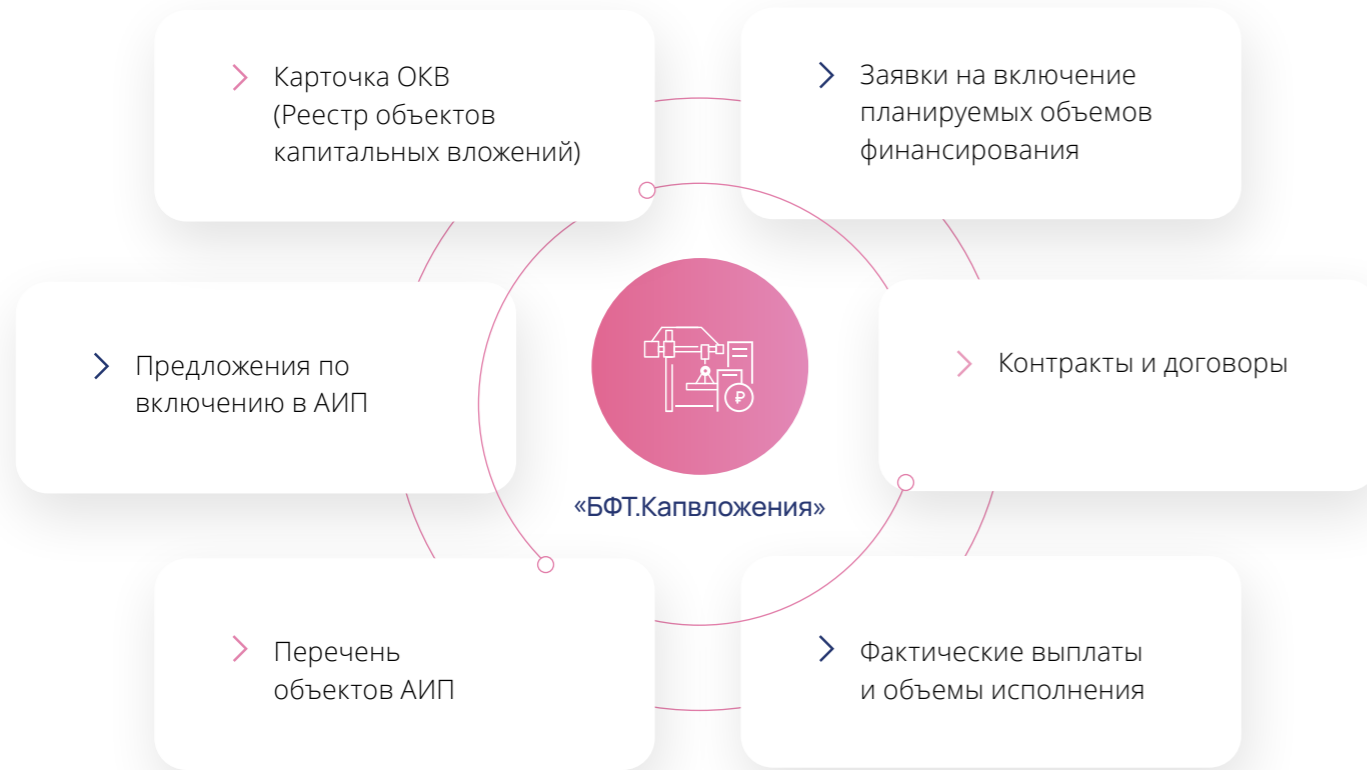 Карточка ОКВ
(Реестр объектов
капитальных вложений)
Заявки на включение
планируемых объемов
финансирования
Предложения по
включению в АИП
Контракты и договоры
«БФТ.Капвложения»
Перечень
объектов АИП
Фактические выплаты
и объемы исполнения